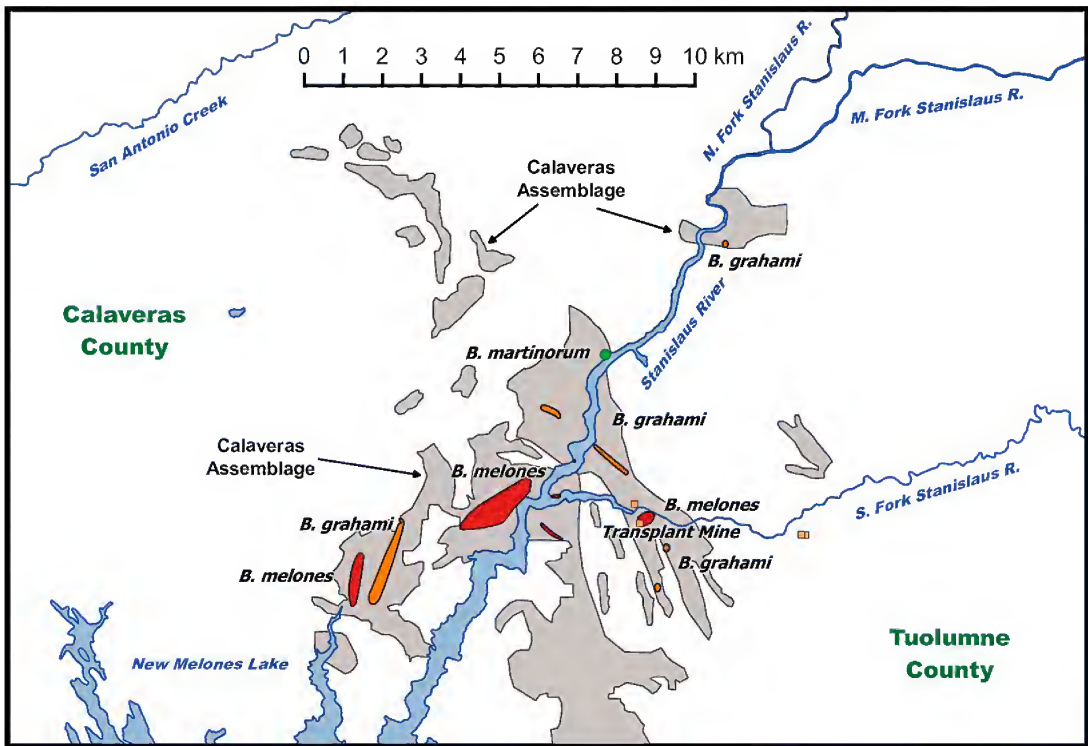 0 1 2 3 4 5 6 7 8 9 10 km
N. Fork Stanislaus R.
M. Fork Stanislaus R.
San Antonio Creek
Calaveras
Assemblage
B. grahami
Stanislaus River
Calaveras
County
B. martinorum
B. grahami
Calaveras
Assemblage
B. melones
B. melones
S. Fork Stanislaus R.
B. grahami
Transplant Mine
B. grahami
B. melones
Tuolumne
County
New Melones Lake